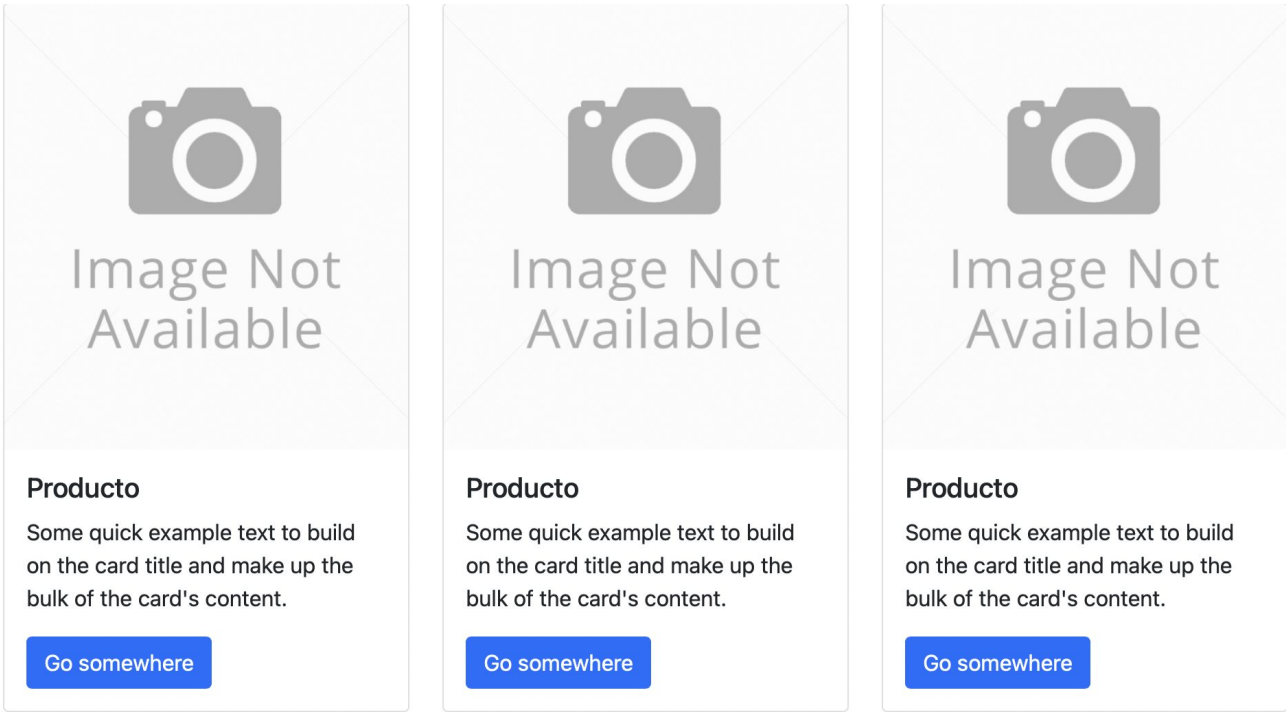 Image Not
Available
Producto
Some quick example text to build
on the card title and make up the
bulk of the card's content.
Go somewhere
Image Not
Available
Producto
Some quick example text to build
on the card title and make up the
bulk of the card's content.
Go somewhere
Image Not
Available
Producto
Some quick example text to build
on the card title and make up the
bulk of the card's content.
Go somewhere